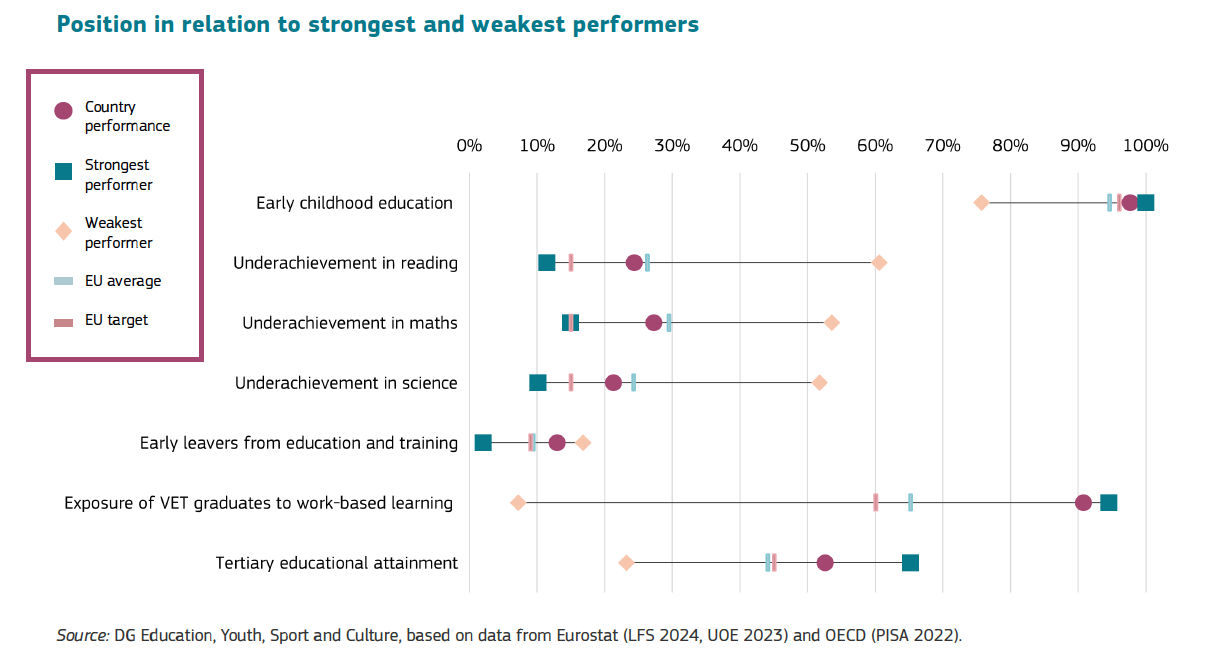 Position in relation to strongest and weakest performers
Country
performance
Strongest
performer
Weakest
performer
EU average
EU target
0% 10% 20% 30% 40% 50% 60% 70% 80% 90% 100%
Early childhood education
Underachievement in reading
Underachievement in maths
Underachievement in science
Early leavers from education and training
Exposure of VET graduates to work-based learning
Tertiary educational attainment
Source: DG Education, Youth, Sport and Culture, based on data from Eurostat (LFS 2024, UOE 2023) and OECD (PISA 2022).